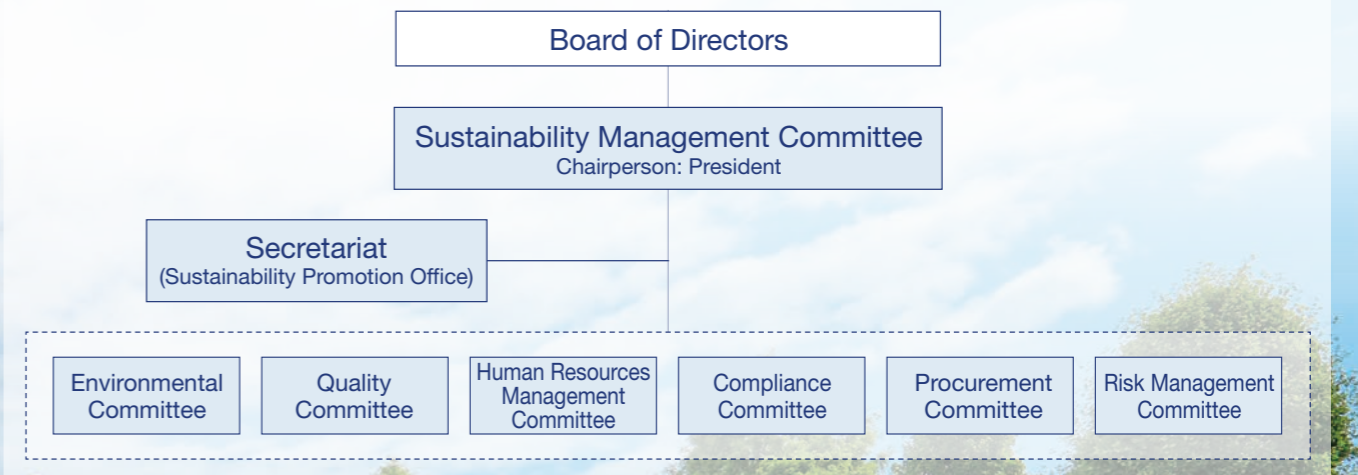 Board of Directors
Sustainability Management Committee
Chairperson: President
Secretariat
(Sustainability Promotion Office)
Environmental
Committee
Quality
Committee
Human Resources
Management
Committee
Compliance
Committee
Procurement
Committee
Risk Management
Committee